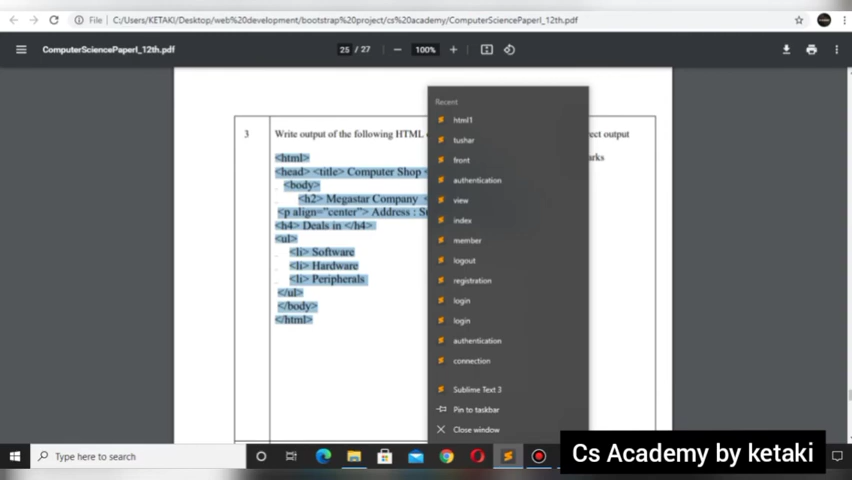 File
C:/Users/KETAKI/Desktop/web%20development/bootstrap%20project/cs%20academy/ComputerSciencePaperI_12th.pdf
ComputerSciencePaperI_12th.pdf
25 / 27
100%
3
Write output of the following HTML
rect output
arks
<html>
<head> <title> Computer Shop
<body>
<h2> Megastar Company
<p align="center"> Address :
<h4> Deals in </h4>
<ul>
<li> Software
<li> Hardware
<li> Peripherals
</ul>
</body>
</html>
Recent
html1
tushar
front
authentication
view
index
member
logout
registration
login
login
authentication
connection
Sublime Text 3
Pin to taskbar
Close window
Type here to search
Cs Academy by ketaki